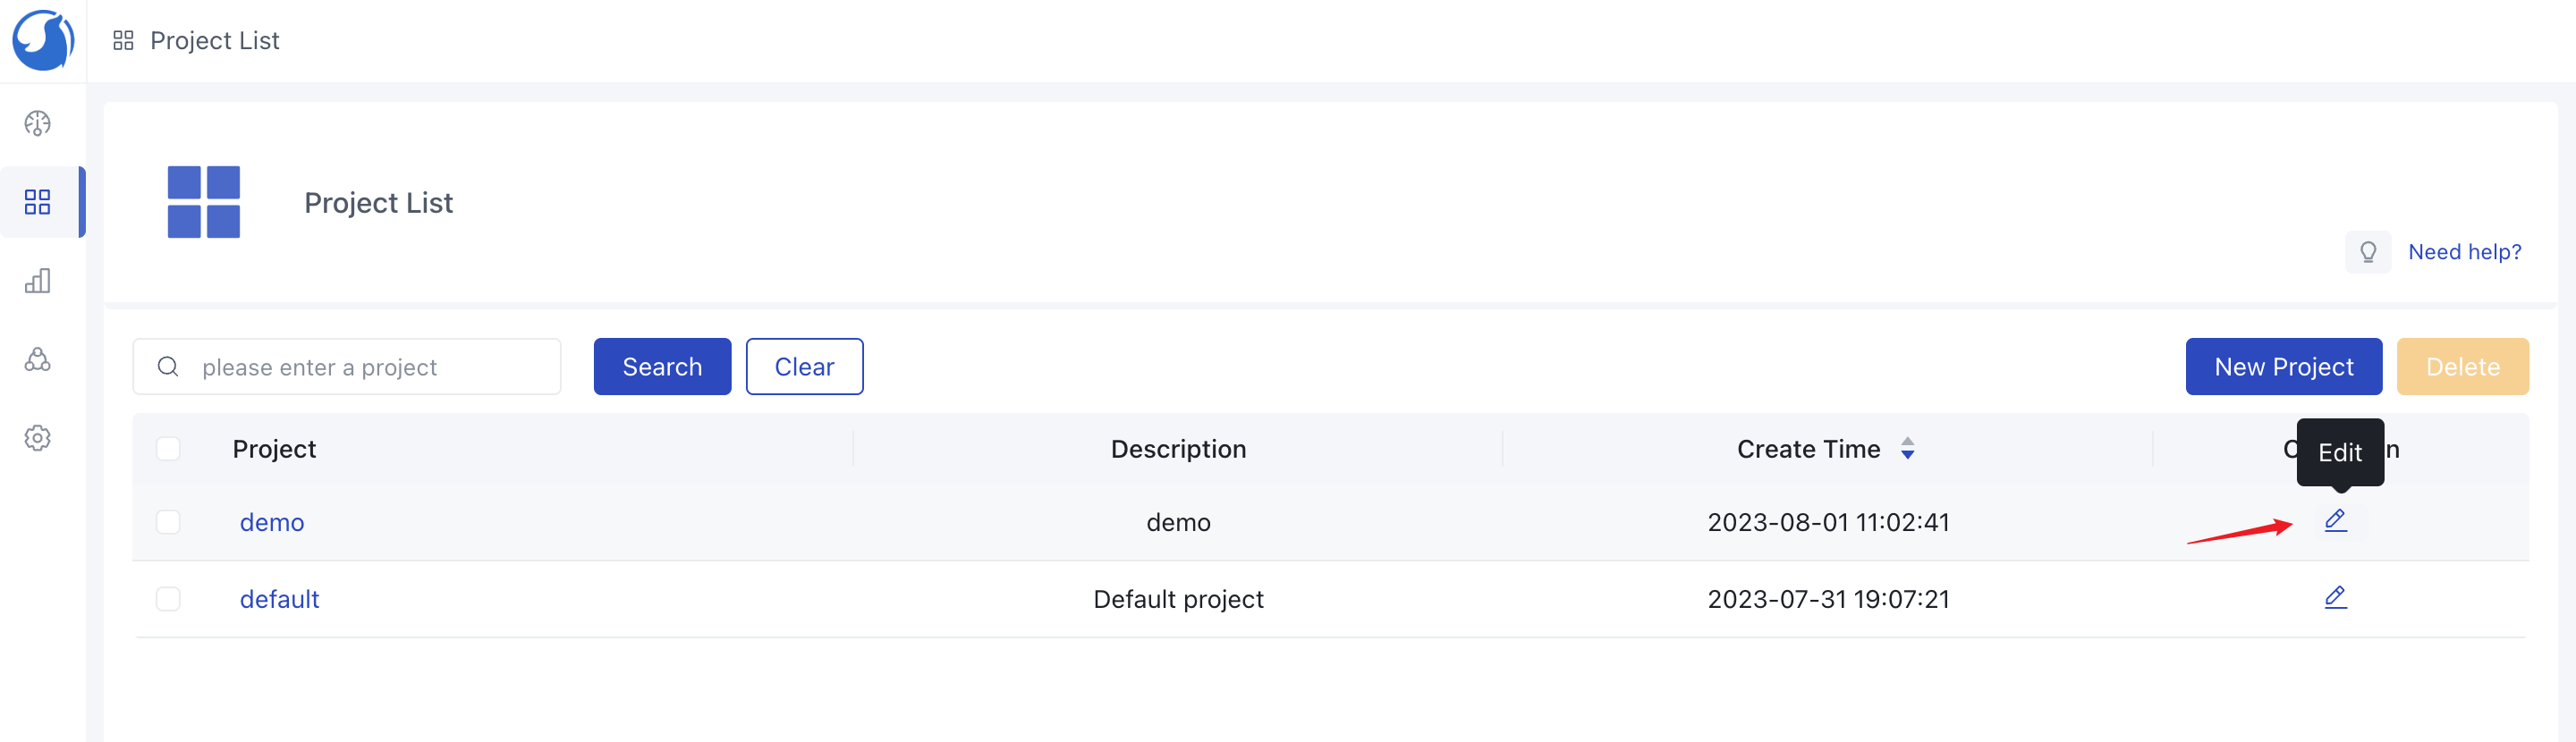 Project List
Project List
Need help?
please enter a project
Search
Clear
New Project
Delete
Project
Description
Create Time
Edit
demo
demo
2023-08-01 11:02:41
default
Default project
2023-07-31 19:07:21